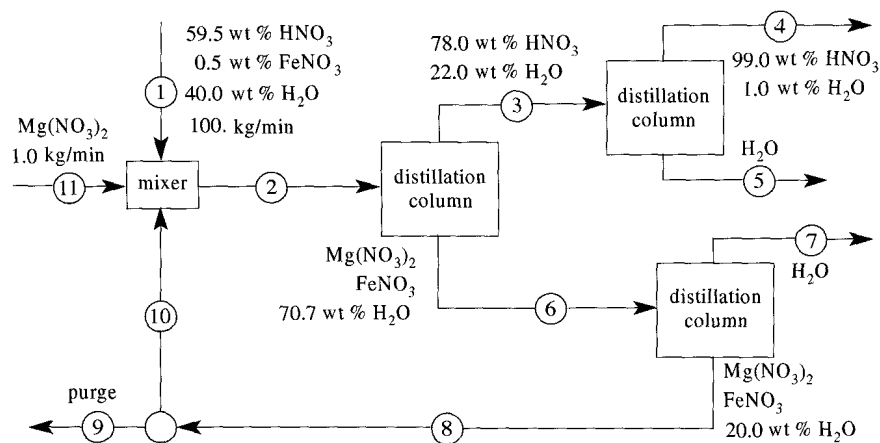 59.5 wt % HNO3
0.5 wt % FeNO3
40.0 wt % H2O
100. kg/min
1
Mg(NO3)2
1.0 kg/min
11
mixer
2
distillation
column
78.0 wt % HNO3
22.0 wt % H2O
3
distillation
column
4
99.0 wt % HNO3
1.0 wt % H2O
H2O
5
Mg(NO3)2
FeNO3
70.7 wt % H2O
6
distillation
column
7
H2O
Mg(NO3)2
FeNO3
20.0 wt % H2O
8
10
purge
9